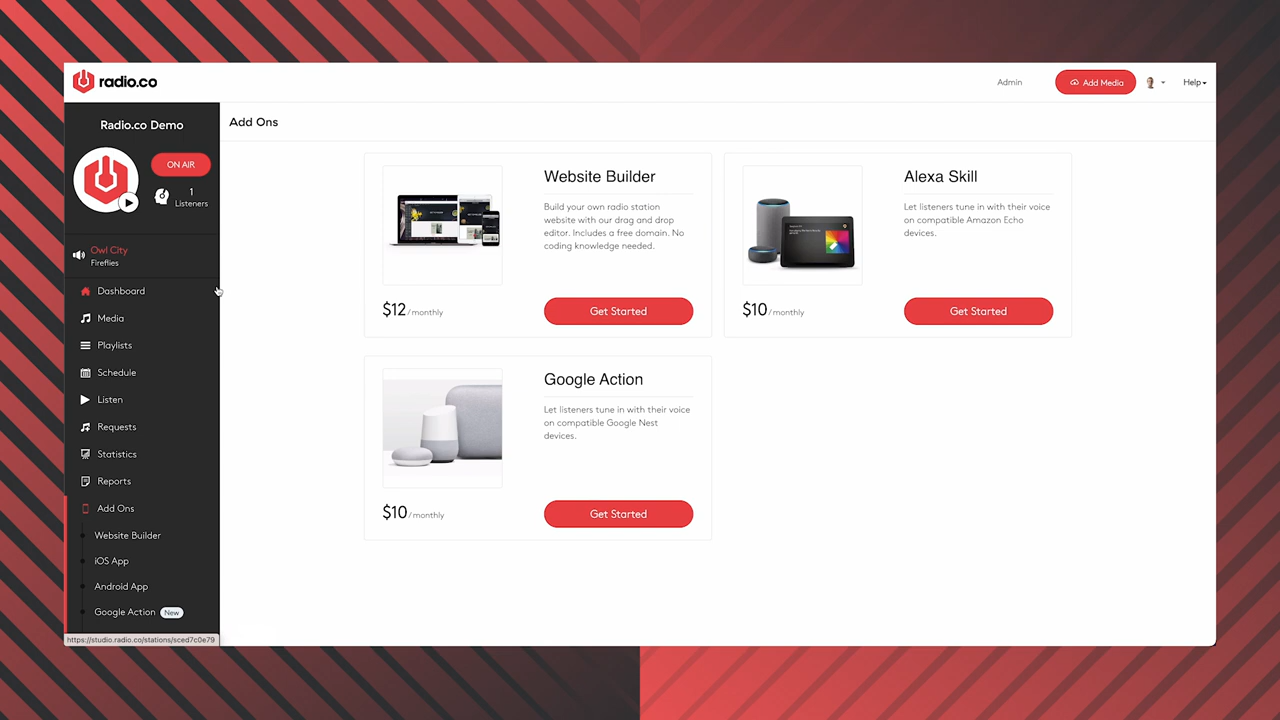 radio.co
Admin
Add Media
Help
Radio.co Demo
ON AIR
1
Listeners
Owl City
Fireflies
Dashboard
Media
Playlists
Schedule
Listen
Requests
Statistics
Reports
Add Ons
Website Builder
iOS App
Android App
Google Action New
https://studio.radio.co/stations/sced7c0e79
Add Ons
Website Builder
Build your own radio station
website with our drag and drop
editor. Includes a free domain. No
coding knowledge needed.
$12 / monthly
Get Started
Alexa Skill
Let listeners tune in with their voice
on compatible Amazon Echo
devices.
$10 / monthly
Get Started
Google Action
Let listeners tune in with their voice
on compatible Google Nest
devices.
$10 / monthly
Get Started